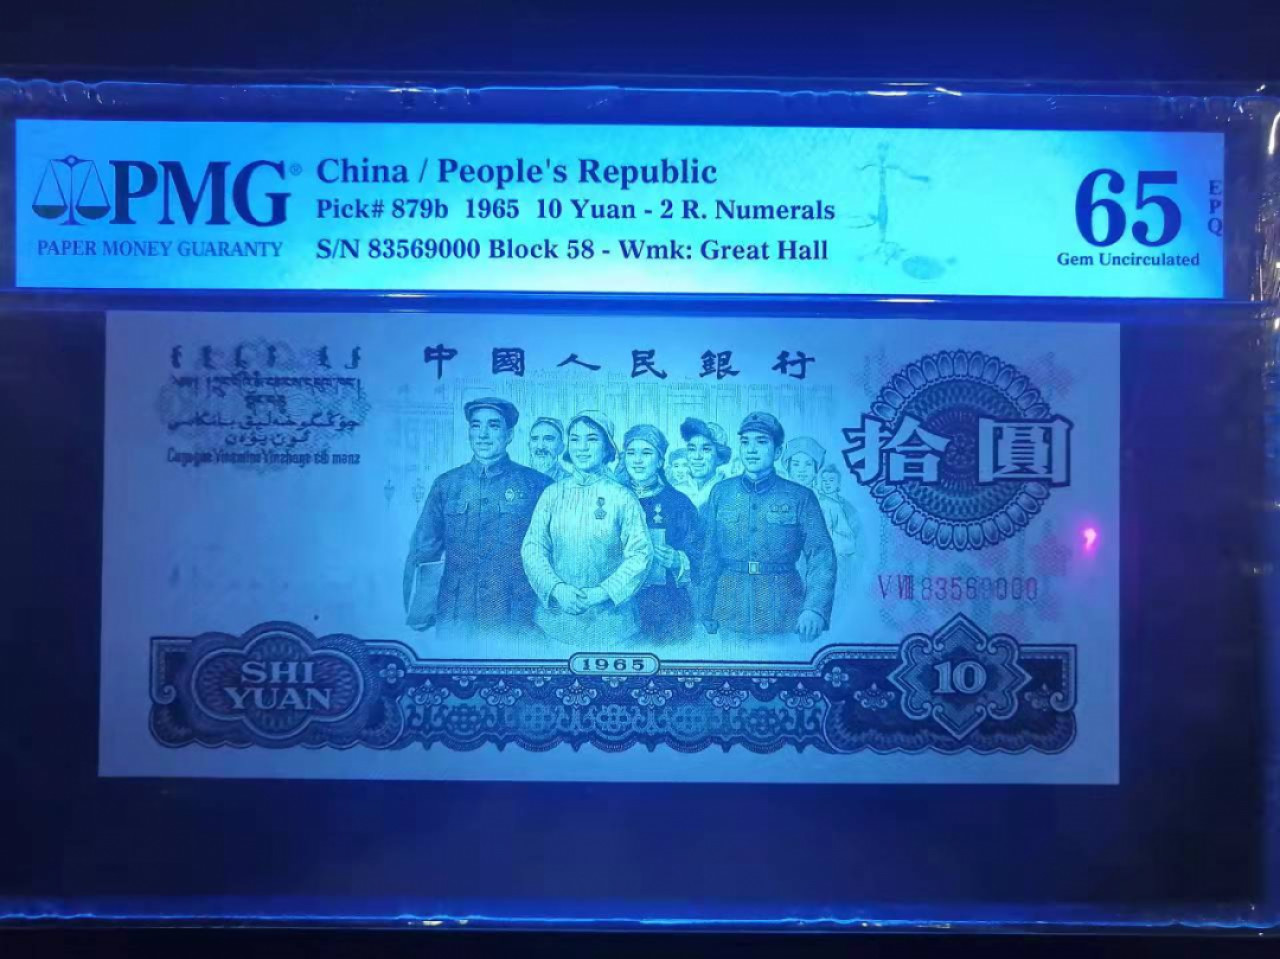 PMG®
PAPER MONEY GUARANTY
China / People's Republic
Pick# 879b 1965 10 Yuan - 2 R. Numerals
S/N 83569000 Block 58 - Wmk: Great Hall
65
Gem Uncirculated
EPQ
中國人民銀行
拾圓
Ⅴ Ⅷ 83569000
1965
SHI
YUAN
10